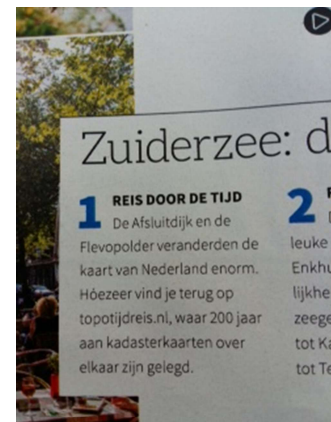 Zuiderzee: d
1 REIS DOOR DE TIJD
De Afsluitdijk en de
Flevopolder veranderden de
kaart van Nederland enorm.
Hóezeer vind je terug op
topotijdreis.nl, waar 200 jaar
aan kadasterkaarten over
elkaar zijn gelegd.
2
leuke
Enkhu
lijkhe
zeege
tot Ka
tot Te